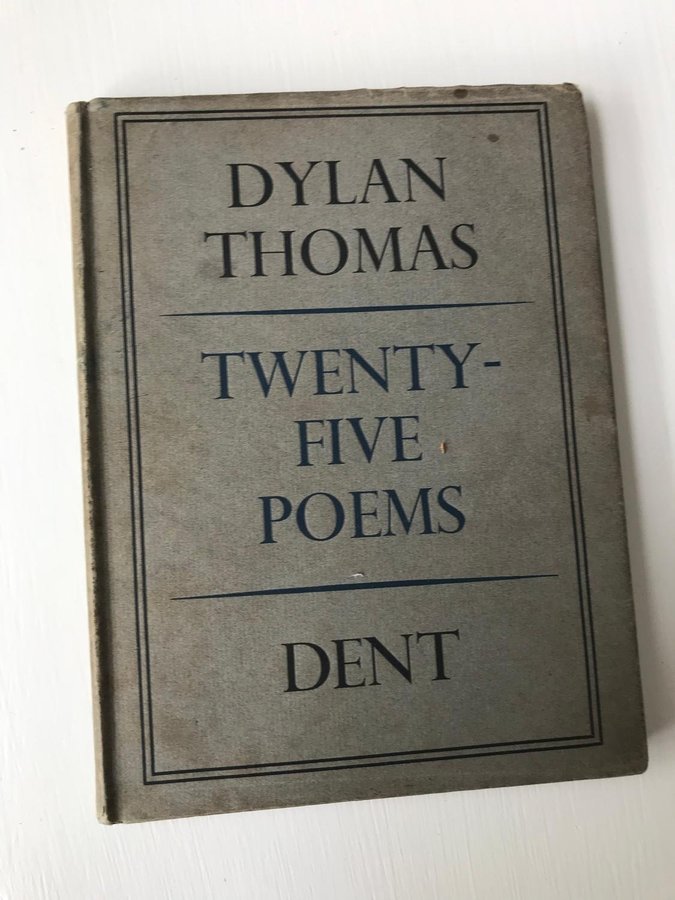 DYLAN
THOMAS
TWENTY-
FIVE
POEMS
DENT